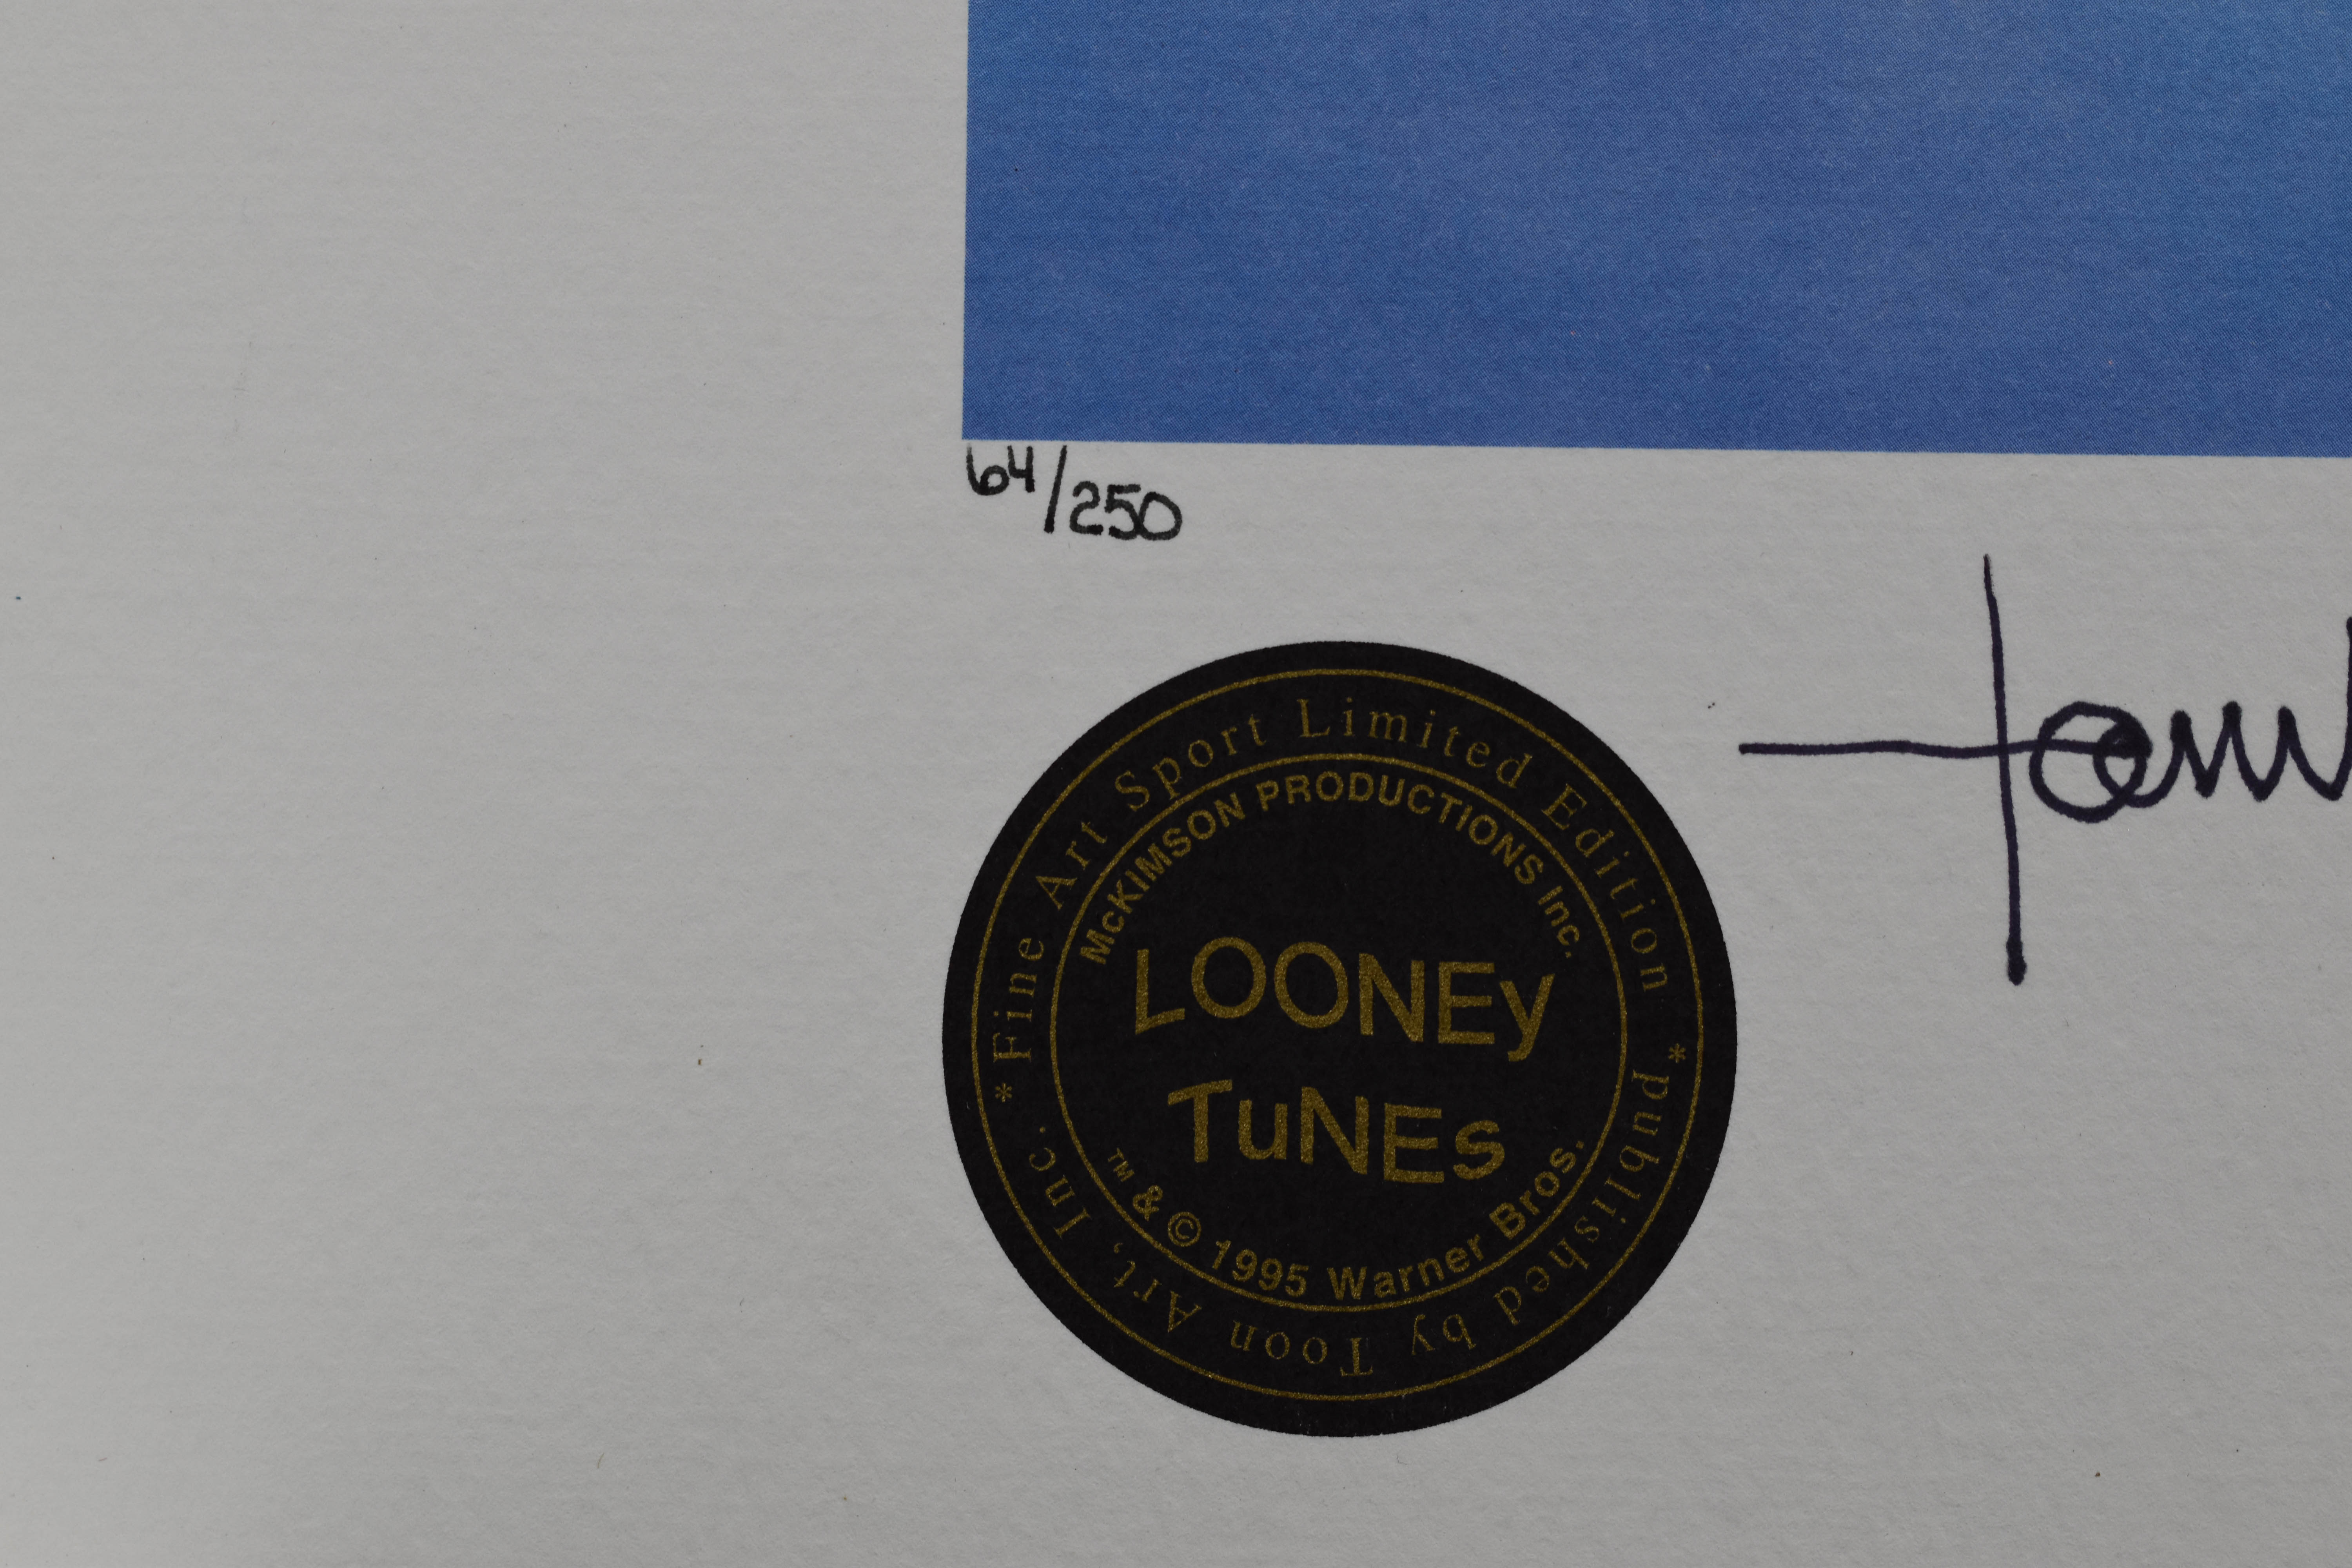 64/250
* Fine Art Sport Limited Edition * published by Toon Art, Inc.
McKIMSON PRODUCTIONS Inc.
LOONEy
TuNEs
™ & © 1995 Warner Bros.